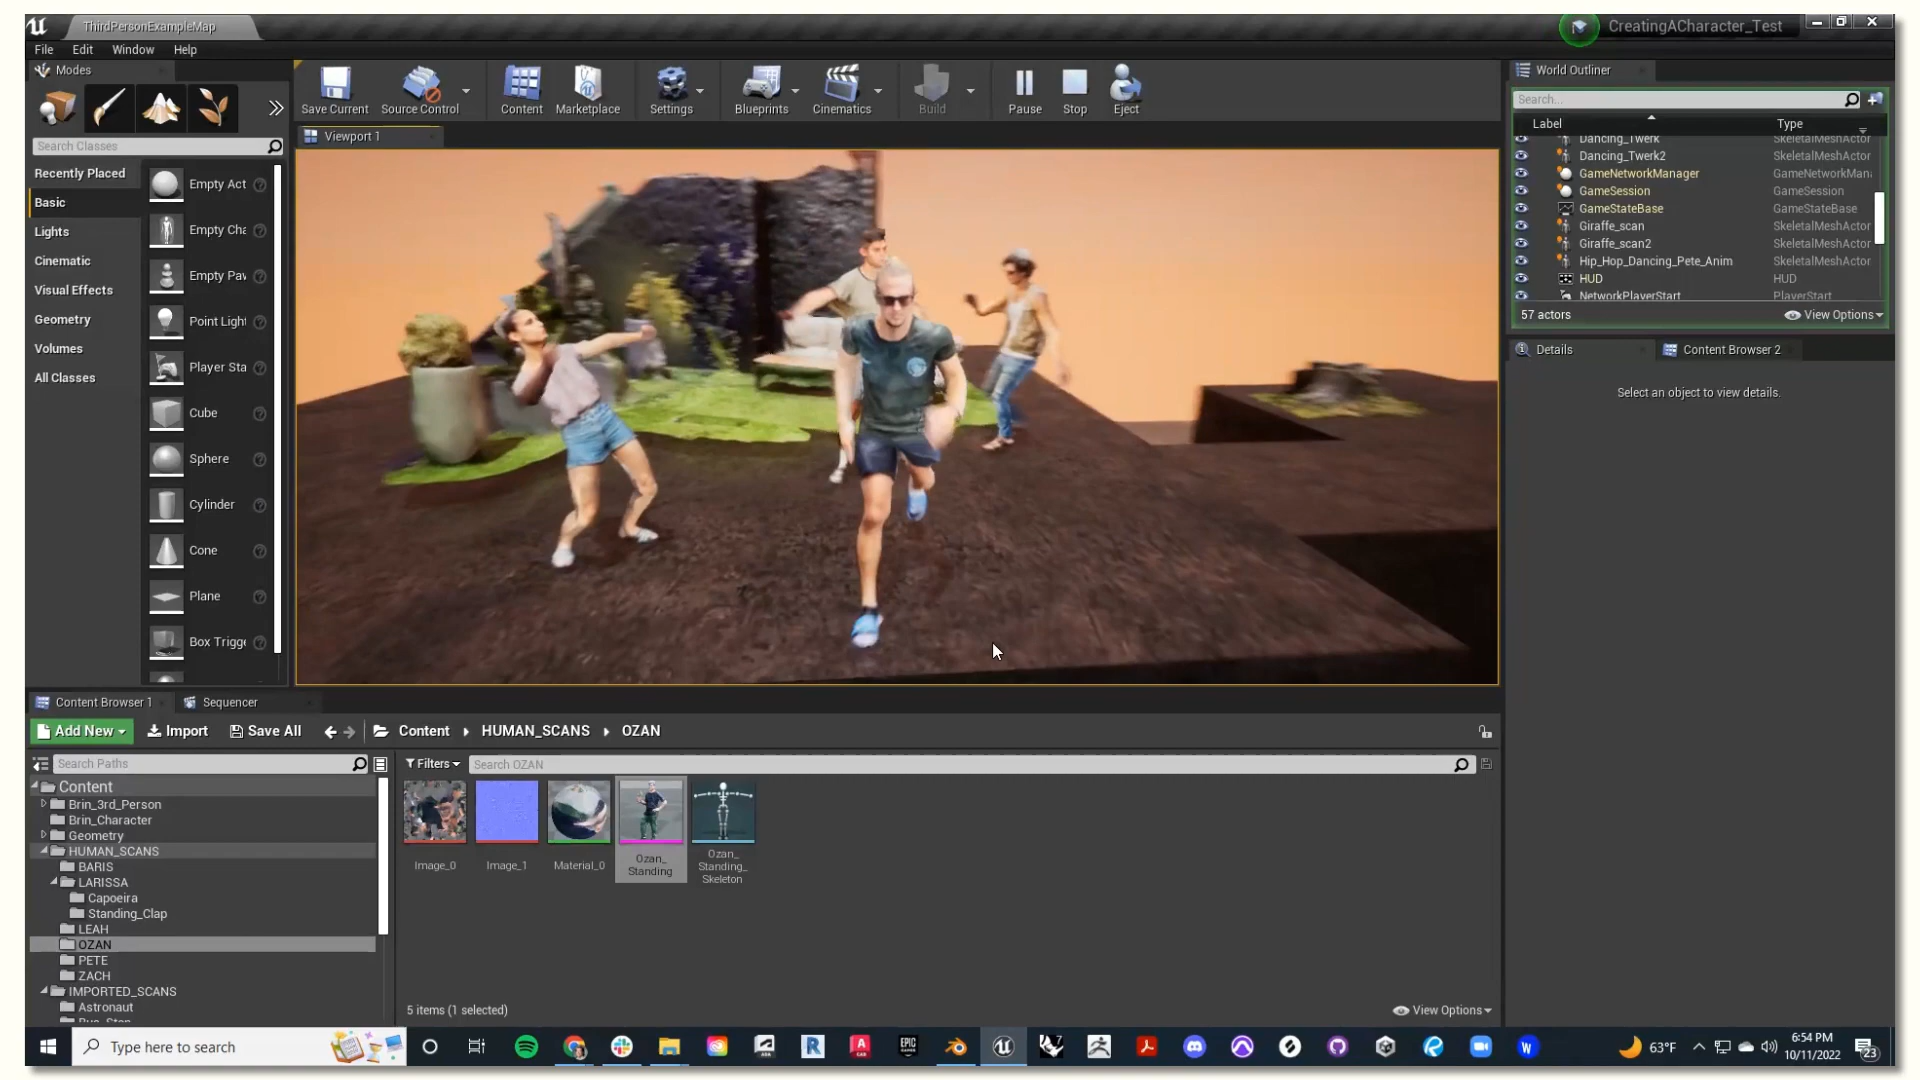 ThirdPersonExampleMap
CreatingACharacter_Test
File Edit Window Help
Modes
Search Classes
Recently Placed
Basic
Lights
Cinematic
Visual Effects
Geometry
Volumes
All Classes
Empty Act
Empty Cha
Empty Pav
Point Light
Player Sta
Cube
Sphere
Cylinder
Cone
Plane
Box Trigge
Save Current Source Control Content Marketplace Settings Blueprints Cinematics Build Pause Stop Eject
Viewport 1
World Outliner
Search...
Label Type
Dancing_Twerk SkeletalMeshActor
Dancing_Twerk2 SkeletalMeshActor
GameNetworkManager GameNetworkMana
GameSession GameSession
GameStateBase GameStateBase
Giraffe_scan SkeletalMeshActor
Giraffe_scan2 SkeletalMeshActor
Hip_Hop_Dancing_Pete_Anim SkeletalMeshActor
HUD HUD
NetworkPlayerStart PlayerStart
57 actors View Options
Details Content Browser 2
Select an object to view details.
Content Browser 1 Sequencer
Add New Import Save All Content HUMAN_SCANS OZAN
Search Paths
Content
Brin_3rd_Person
Brin_Character
Geometry
HUMAN_SCANS
BARIS
LARISSA
Capoeira
Standing_Clap
LEAH
OZAN
PETE
ZACH
IMPORTED_SCANS
Astronaut
Filters Search OZAN
Image_0
Image_1
Material_0
Ozan_
Standing
Ozan_
Standing_
Skeleton
5 items (1 selected) View Options
Type here to search
63°F
6:54 PM
10/11/2022
23